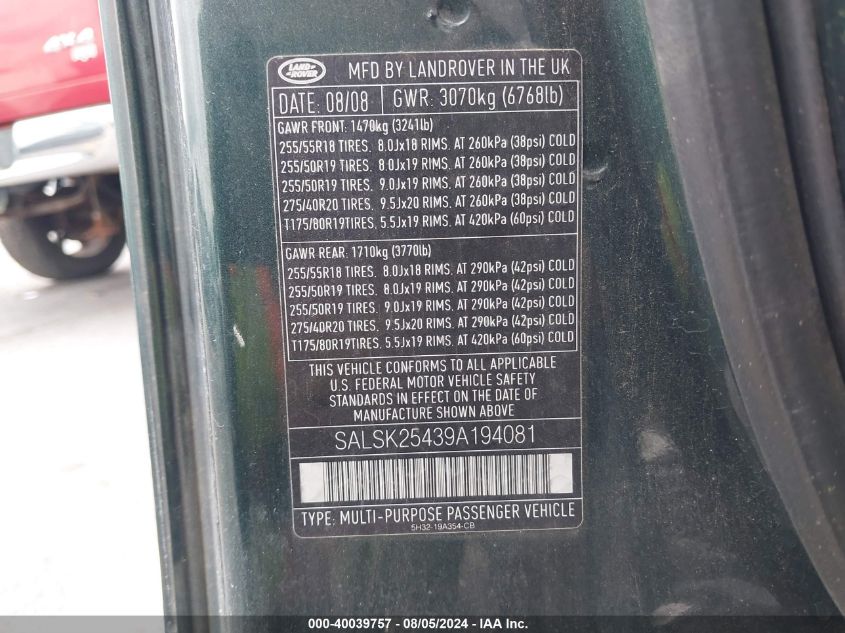 4X4
LAND ROVER
MFD BY LANDROVER IN THE UK
DATE: 08/08 GWR: 3070kg (6768lb)
GAWR FRONT: 1470kg (3241lb)
255/55R18 TIRES. 8.0Jx18 RIMS. AT 260kPa (38psi) COLD
255/50R19 TIRES. 8.0Jx19 RIMS. AT 260kPa (38psi) COLD
255/50R19 TIRES. 9.0Jx19 RIMS. AT 260kPa (38psi) COLD
275/40R20 TIRES. 9.5Jx20 RIMS. AT 260kPa (38psi) COLD
T175/80R19TIRES. 5.5Jx19 RIMS. AT 420kPa (60psi) COLD
GAWR REAR: 1710kg (3770lb)
255/55R18 TIRES. 8.0Jx18 RIMS. AT 290kPa (42psi) COLD
255/50R19 TIRES. 8.0Jx19 RIMS. AT 290kPa (42psi) COLD
255/50R19 TIRES. 9.0Jx19 RIMS. AT 290kPa (42psi) COLD
275/40R20 TIRES. 9.5Jx20 RIMS. AT 290kPa (42psi) COLD
T175/80R19TIRES. 5.5Jx19 RIMS. AT 420kPa (60psi) COLD
THIS VEHICLE CONFORMS TO ALL APPLICABLE
U.S. FEDERAL MOTOR VEHICLE SAFETY
STANDARDS IN EFFECT ON THE DATE OF
MANUFACTURE SHOWN ABOVE
SALSK25439A194081
TYPE: MULTI-PURPOSE PASSENGER VEHICLE
5H32-19A354-CB
000-40039757 - 08/05/2024 - IAA Inc.